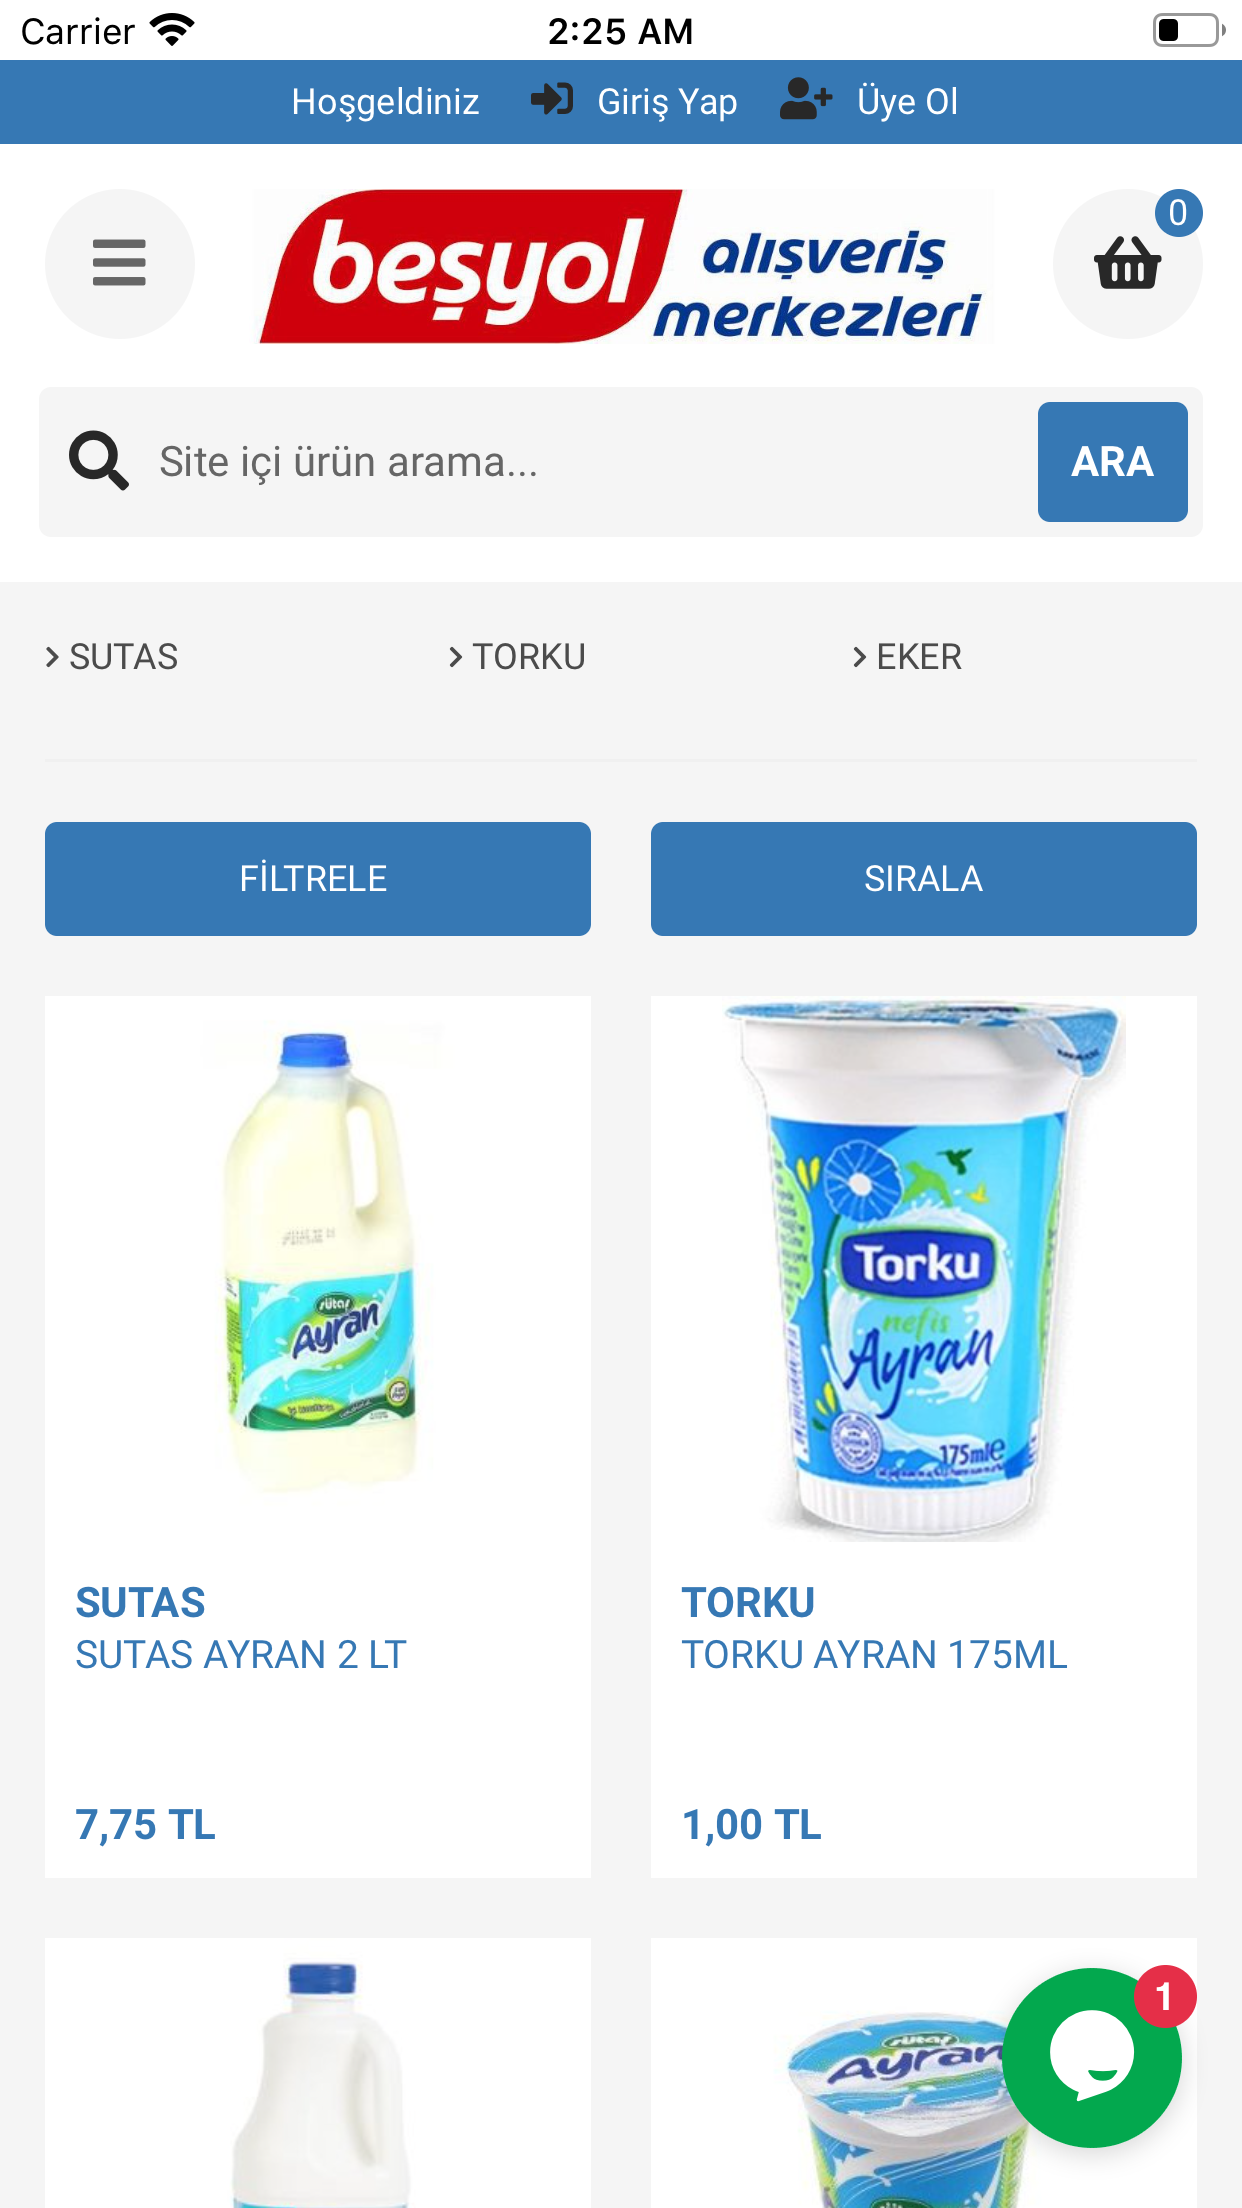 Carrier
2:25 AM
Hoşgeldiniz Giriş Yap Üye Ol
beşyol alışveriş merkezleri
0
Site içi ürün arama...
ARA
SUTAS
TORKU
EKER
FİLTRELE
SIRALA
sütaş
Ayran
Torku
nefis
Ayran
175ml e
SUTAS
SUTAS AYRAN 2 LT
7,75 TL
TORKU
TORKU AYRAN 175ML
1,00 TL
sütaş
Ayran
1